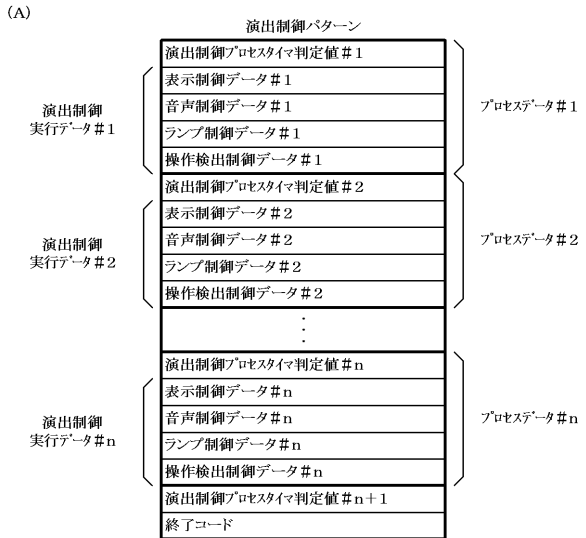 (A)
演出制御パターン
演出制御ﾌﾟﾛｾｽﾀｲﾏ判定値＃1
表示制御データ＃1
音声制御データ＃1
ランプ制御データ＃1
操作検出制御データ＃1
演出制御
実行ﾃﾞｰﾀ＃1
ﾌﾟﾛｾｽﾃﾞｰﾀ＃1
演出制御ﾌﾟﾛｾｽﾀｲﾏ判定値＃2
表示制御データ＃2
音声制御データ＃2
ランプ制御データ＃2
操作検出制御データ＃2
演出制御
実行ﾃﾞｰﾀ＃2
ﾌﾟﾛｾｽﾃﾞｰﾀ＃2
⋮
演出制御ﾌﾟﾛｾｽﾀｲﾏ判定値＃n
表示制御データ＃n
音声制御データ＃n
ランプ制御データ＃n
操作検出制御データ＃n
演出制御
実行ﾃﾞｰﾀ＃n
ﾌﾟﾛｾｽﾃﾞｰﾀ＃n
演出制御ﾌﾟﾛｾｽﾀｲﾏ判定値＃n＋1
終了コード